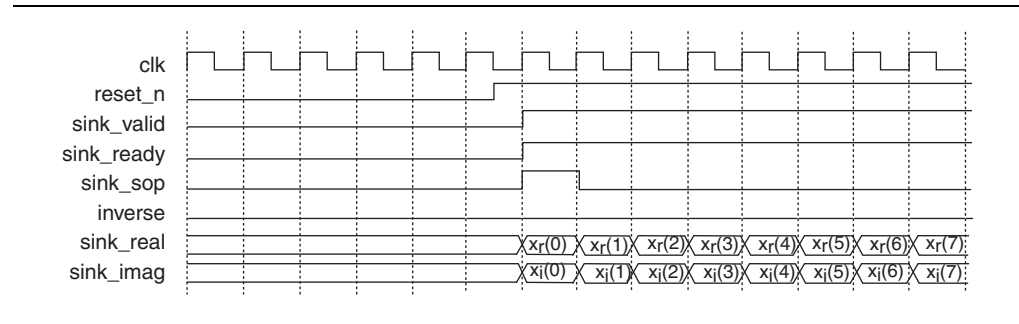 clk
reset_n
sink_valid
sink_ready
sink_sop
inverse
sink_real xr(0) xr(1) xr(2) xr(3) xr(4) xr(5) xr(6) xr(7)
sink_imag xi(0) xi(1) xi(2) xi(3) xi(4) xi(5) xi(6) xi(7)